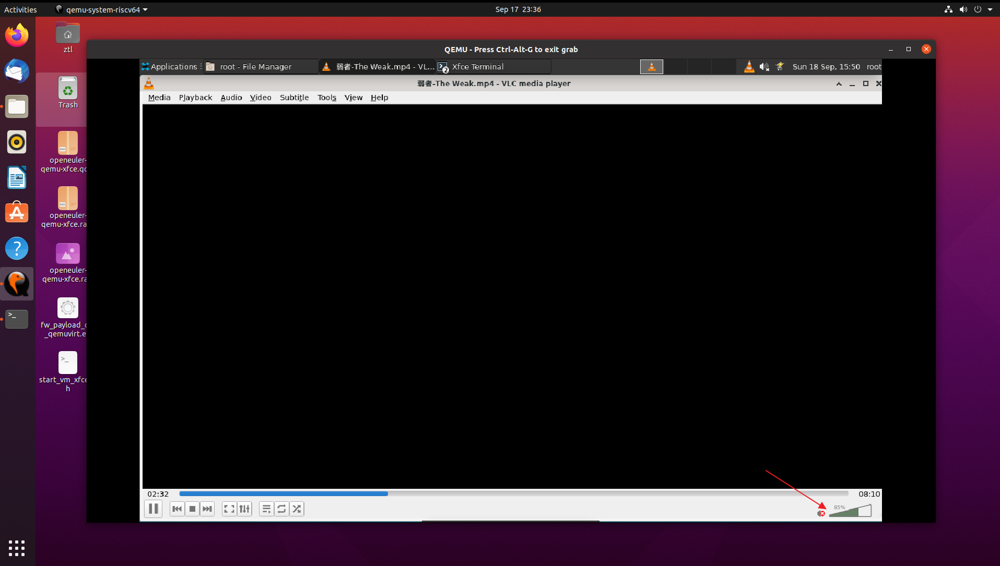 Activities
qemu-system-riscv64
Sep 17 23:36
ztl
Trash
openeuler-
qemu-xfce.qc
openeuler-
qemu-xfce.ra
openeuler-
qemu-xfce.ra
fw_payload_o
_qemuvirt.e
start_vm_xfce
h
QEMU - Press Ctrl-Alt-G to exit grab
Applications
root - File Manager
弱者-The Weak.mp4 - VL...
2
Xfce Terminal
Sun 18 Sep, 15:50
root
弱者-The Weak.mp4 - VLC media player
Media Playback Audio Video Subtitle Tools View Help
02:32
08:10
85%